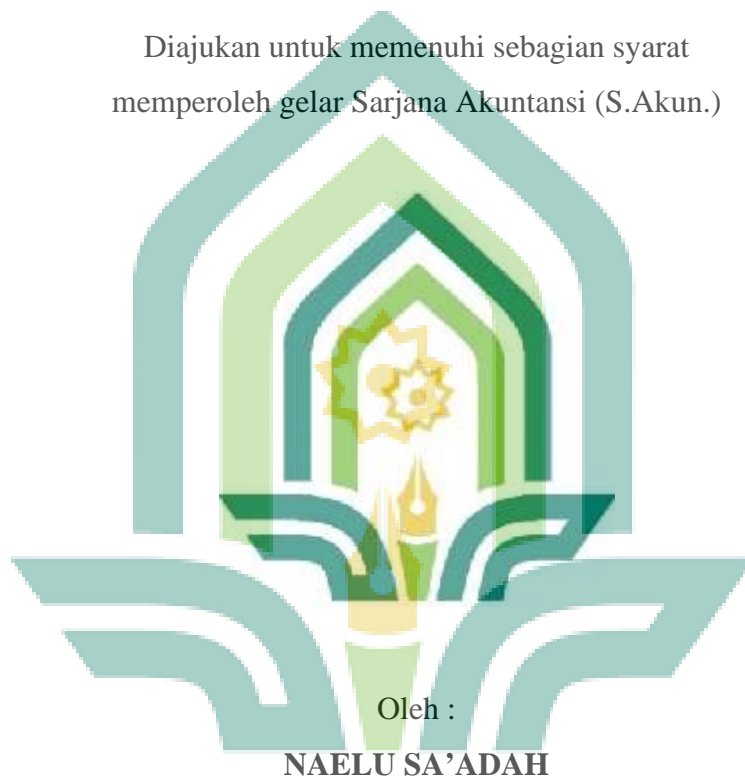 Diajukan untuk memenuhi sebagian syarat
memperoleh gelar Sarjana Akuntansi (S.Akun.)
Oleh :
NAELU SA’ADAH